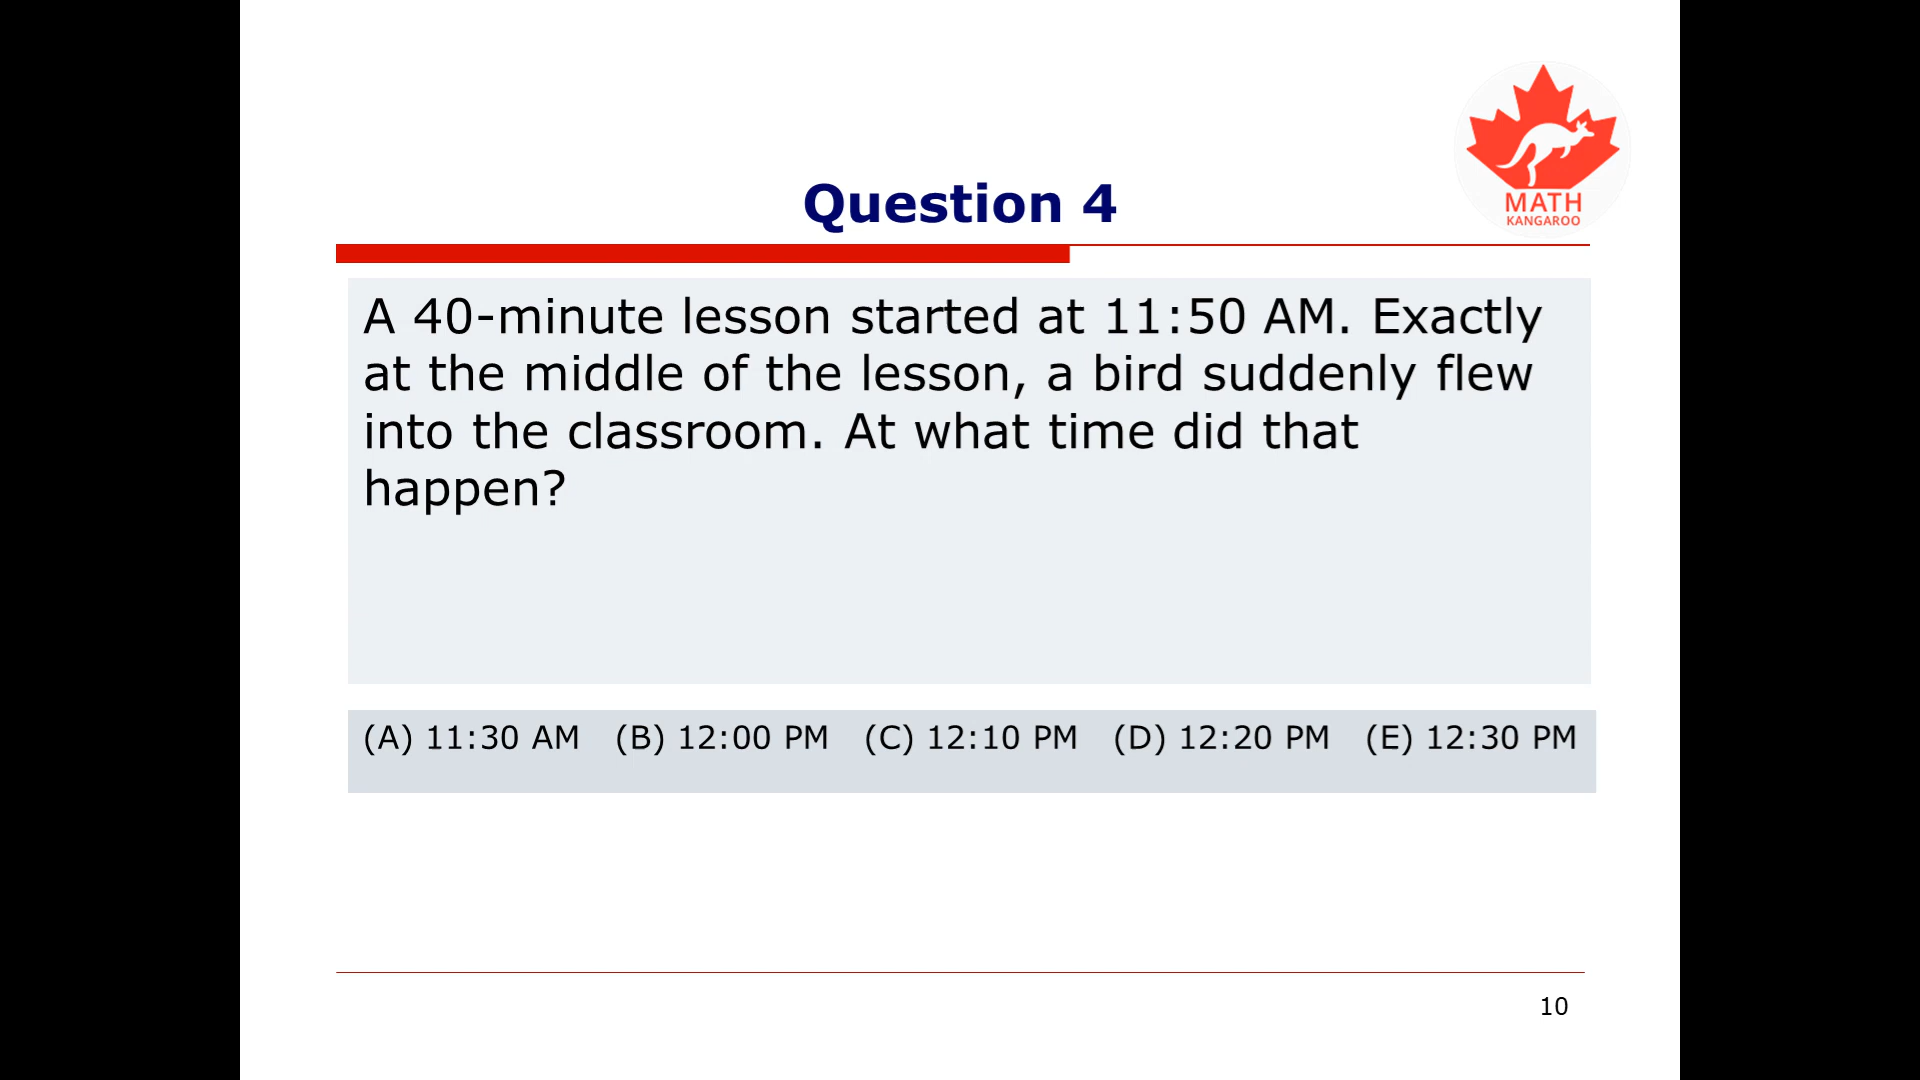 MATH
KANGAROO
Question 4
A 40-minute lesson started at 11:50 AM. Exactly
at the middle of the lesson, a bird suddenly flew
into the classroom. At what time did that
happen?
(A) 11:30 AM (B) 12:00 PM (C) 12:10 PM (D) 12:20 PM (E) 12:30 PM
10